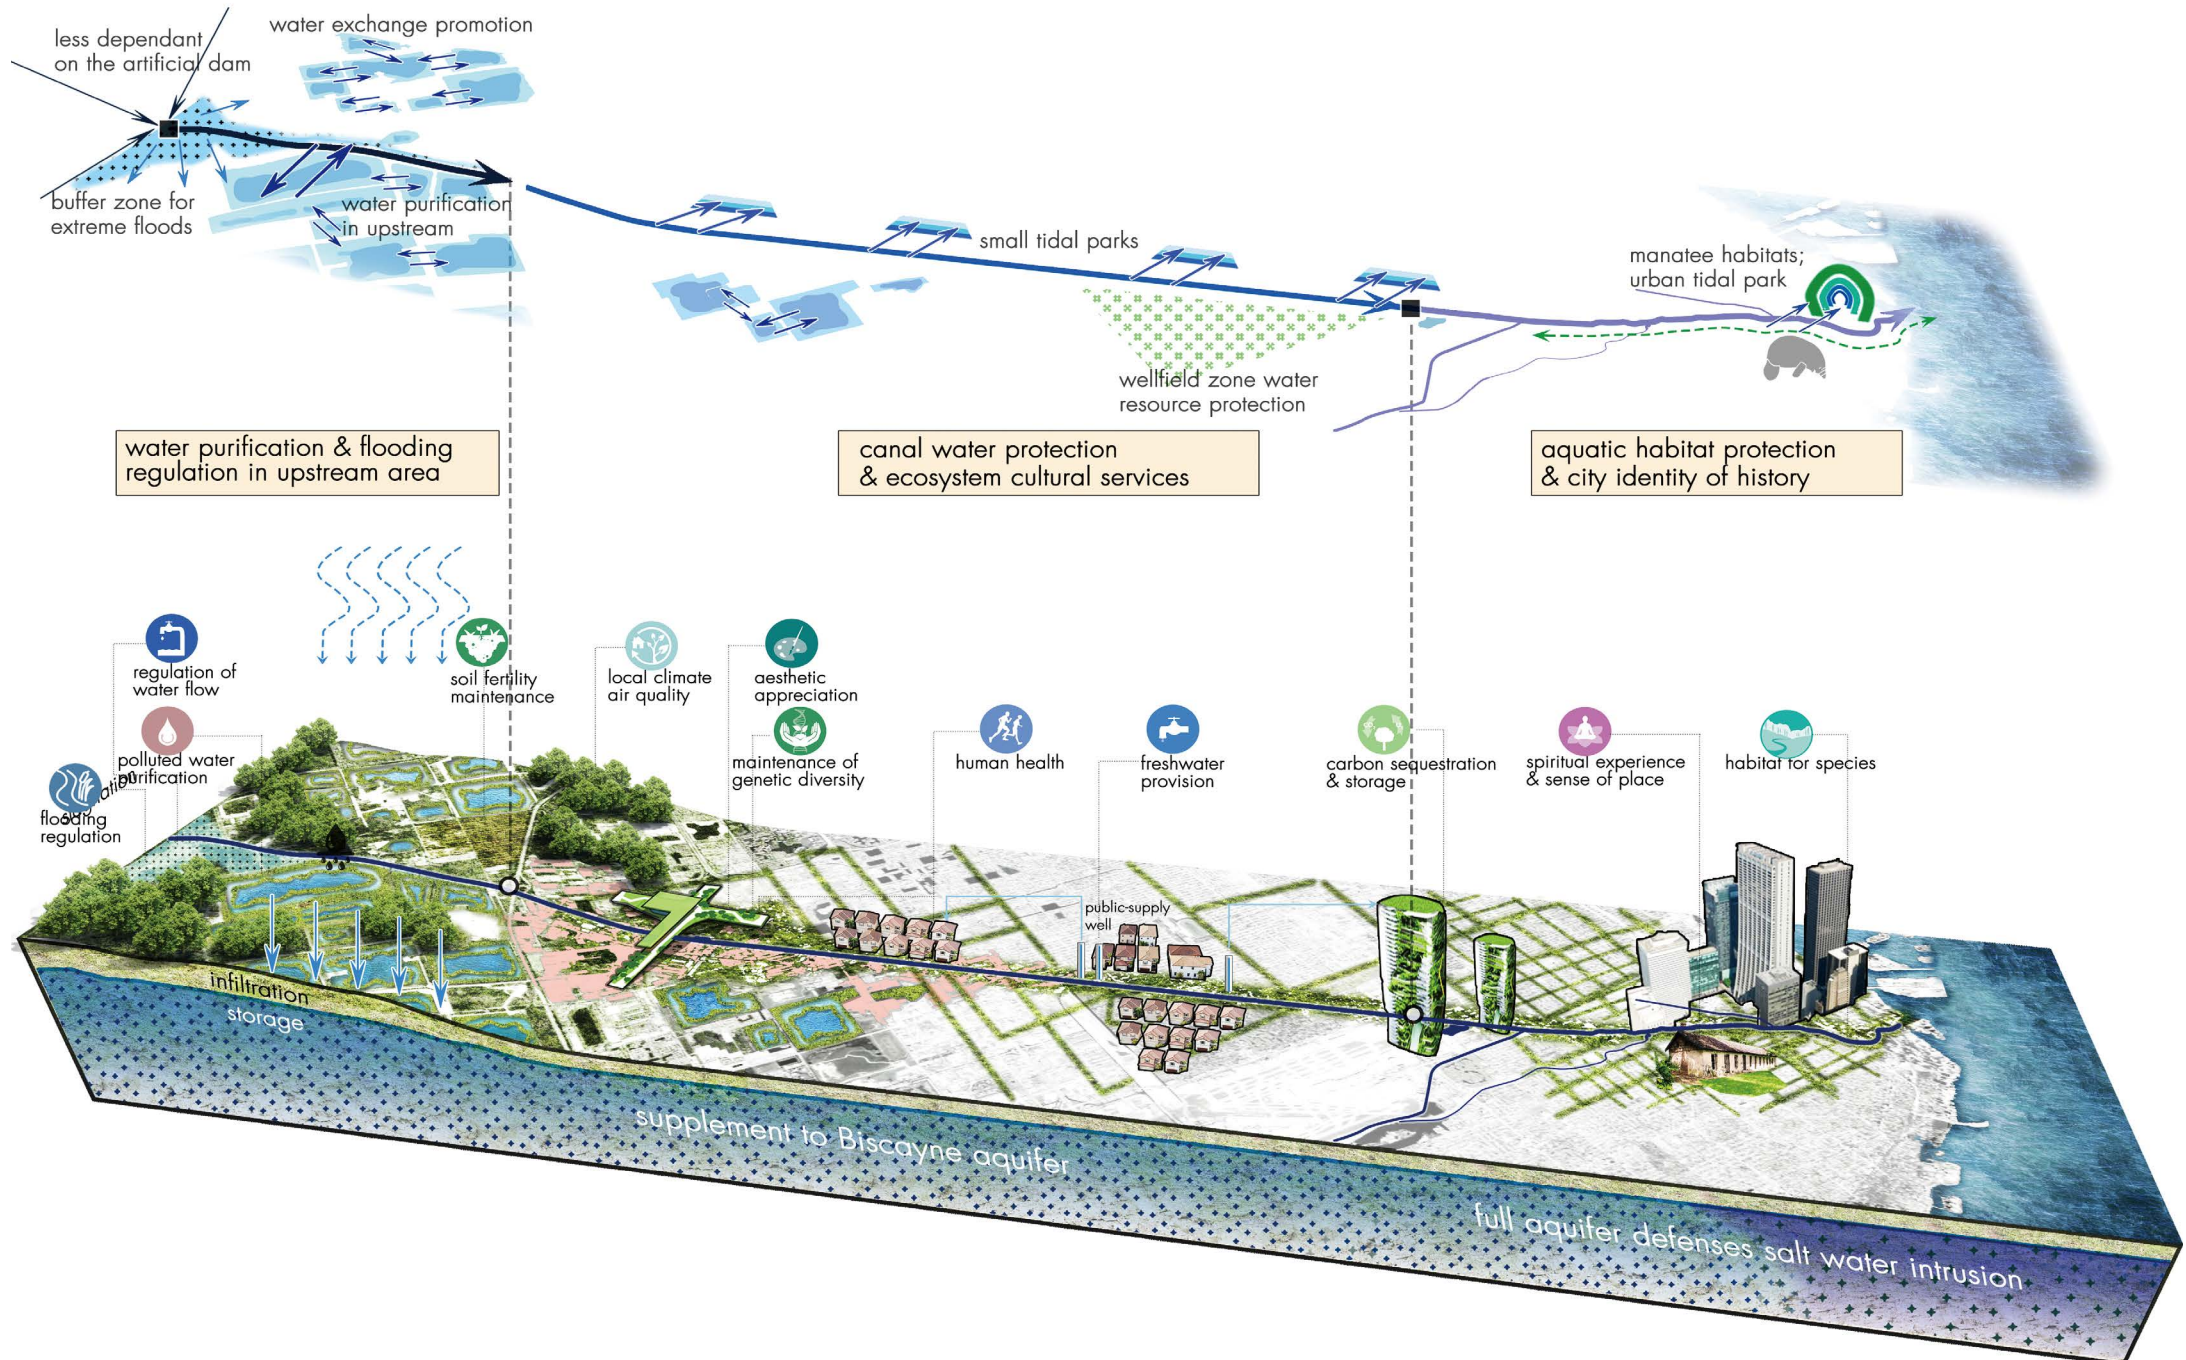 less dependant
on the artificial dam
water exchange promotion
buffer zone for
extreme floods
water purification
in upstream
small tidal parks
wellfield zone water
resource protection
manatee habitats;
urban tidal park
water purification & flooding
regulation in upstream area
canal water protection
& ecosystem cultural services
aquatic habitat protection
& city identity of history
regulation of
water flow
polluted water
purification
flooding
regulation
soil fertility
maintenance
local climate
air quality
aesthetic
appreciation
maintenance of
genetic diversity
human health
freshwater
provision
carbon sequestration
& storage
spiritual experience
& sense of place
habitat for species
public-supply
well
infiltration
storage
supplement to Biscayne aquifer
full aquifer defenses salt water intrusion